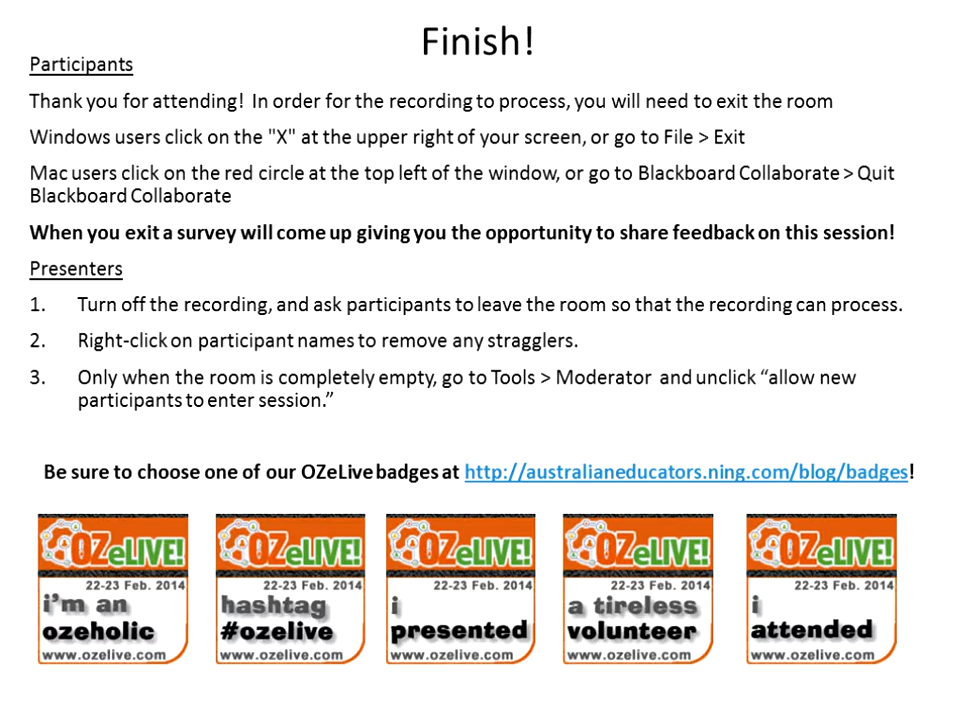 Finish!
Participants
Thank you for attending! In order for the recording to process, you will need to exit the room
Windows users click on the "X" at the upper right of your screen, or go to File > Exit
Mac users click on the red circle at the top left of the window, or go to Blackboard Collaborate > Quit
Blackboard Collaborate
When you exit a survey will come up giving you the opportunity to share feedback on this session!
Presenters
1. Turn off the recording, and ask participants to leave the room so that the recording can process.
2. Right-click on participant names to remove any stragglers.
3. Only when the room is completely empty, go to Tools > Moderator and unclick “allow new
participants to enter session.”
Be sure to choose one of our OZeLive badges at http://australianeducators.ning.com/blog/badges!
OZeLIVE!
22-23 Feb. 2014
i'm an
ozeholic
www.ozelive.com
OZeLIVE!
22-23 Feb. 2014
hashtag
#ozelive
www.ozelive.com
OZeLIVE!
22-23 Feb. 2014
i
presented
www.ozelive.com
OZeLIVE!
22-23 Feb. 2014
a tireless
volunteer
www.ozelive.com
OZeLIVE!
22-23 Feb. 2014
i
attended
www.ozelive.com